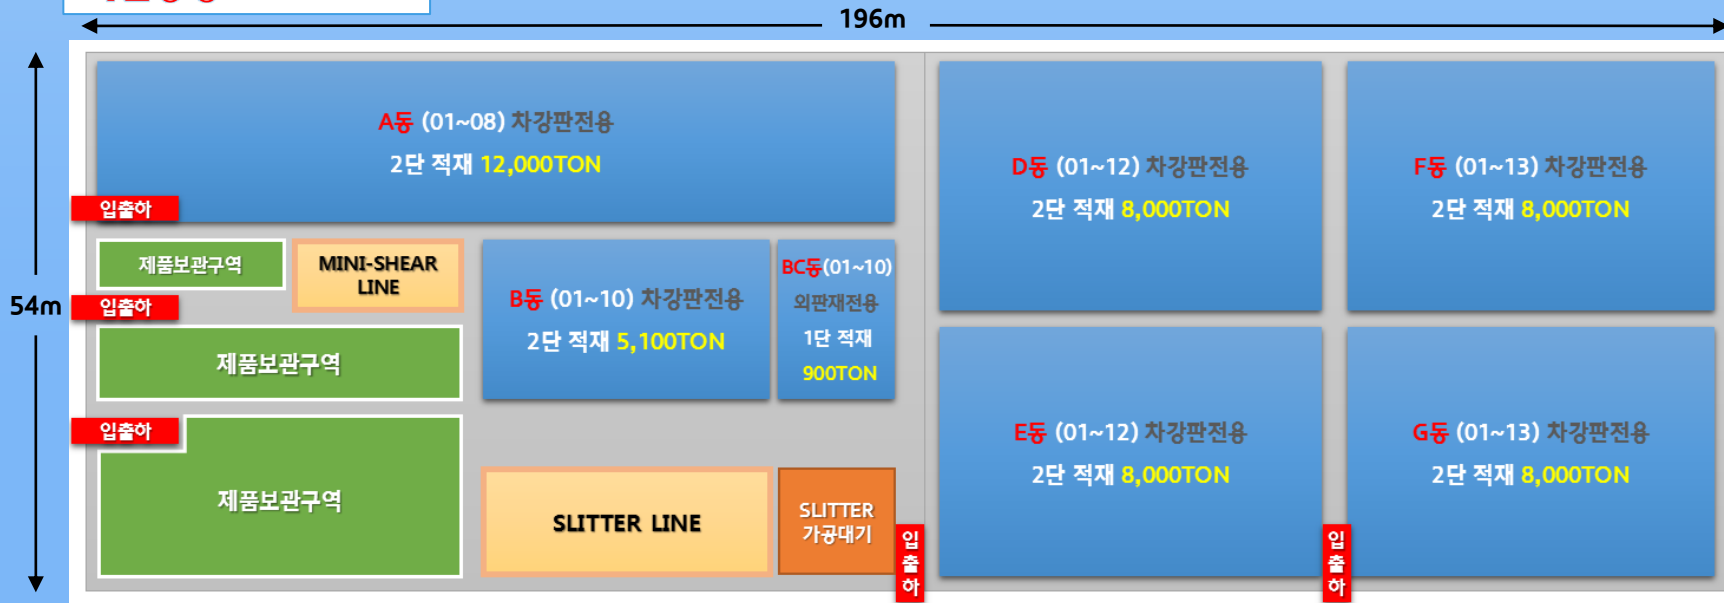 196m
54m
A동 (01~08) 차강판전용
2단 적재 12,000TON
입출하
제품보관구역
MINI-SHEAR
LINE
입출하
제품보관구역
입출하
제품보관구역
B동 (01~10) 차강판전용
2단 적재 5,100TON
BC동(01~10)
외판재전용
1단 적재
900TON
SLITTER LINE
SLITTER
가공대기
입출하
D동 (01~12) 차강판전용
2단 적재 8,000TON
F동 (01~13) 차강판전용
2단 적재 8,000TON
E동 (01~12) 차강판전용
2단 적재 8,000TON
G동 (01~13) 차강판전용
2단 적재 8,000TON
입출하